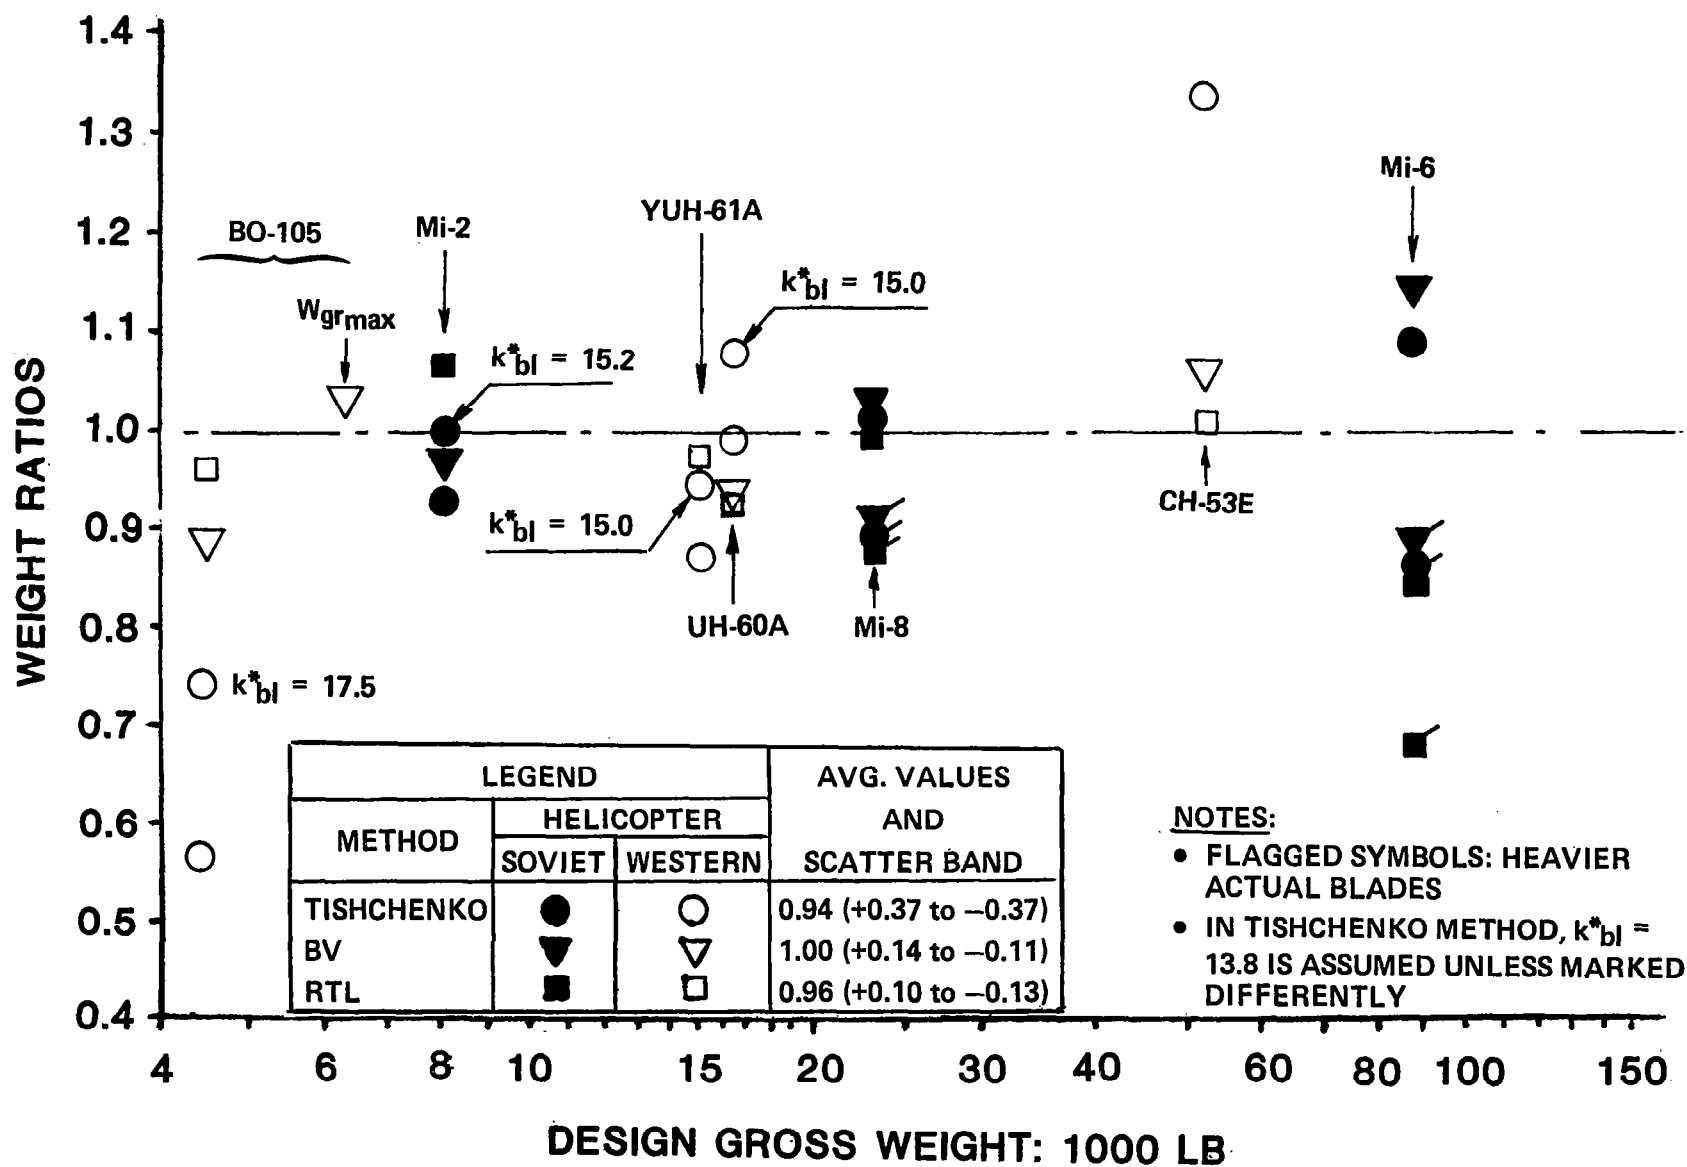 1.4
1.3
1.2
1.1
1.0
0.9
0.8
0.7
0.6
0.5
0.4
WEIGHT RATIOS
BO-105
Wgrmax
Mi-2
k*bl = 15.2
YUH-61A
k*bl = 15.0
k*bl = 15.0
UH-60A
Mi-8
CH-53E
Mi-6
k*bl = 17.5
LEGEND
METHOD
HELICOPTER
SOVIET WESTERN
AVG. VALUES
AND
SCATTER BAND
TISHCHENKO 0.94 (+0.37 to −0.37)
BV 1.00 (+0.14 to −0.11)
RTL 0.96 (+0.10 to −0.13)
NOTES:
• FLAGGED SYMBOLS: HEAVIER
ACTUAL BLADES
• IN TISHCHENKO METHOD, k*bl =
13.8 IS ASSUMED UNLESS MARKED
DIFFERENTLY
4 6 8 10 15 20 30 40 60 80 100 150
DESIGN GROSS WEIGHT: 1000 LB